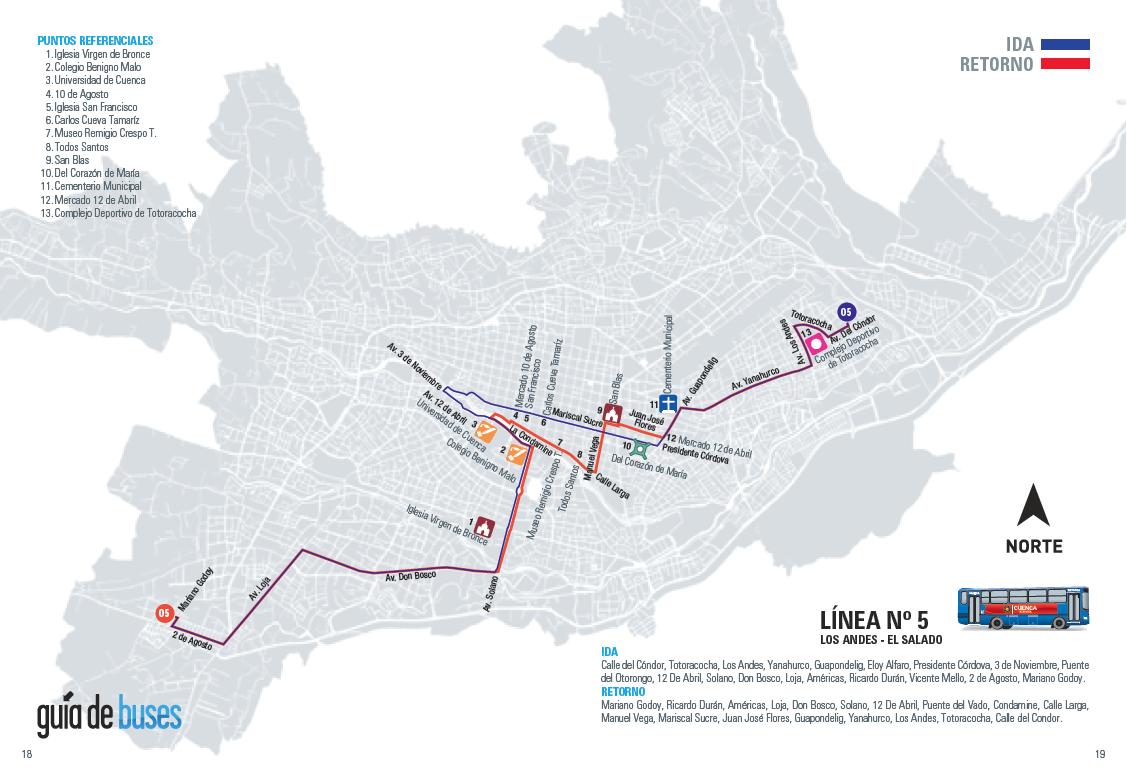 PUNTOS REFERENCIALES
1. Iglesia Virgen de Bronce
2. Colegio Benigno Malo
3. Universidad de Cuenca
4. 10 de Agosto
5. Iglesia San Francisco
6. Carlos Cueva Tamaríz
7. Museo Remigio Crespo T.
8. Todos Santos
9. San Blas
10. Del Corazón de María
11. Cementerio Municipal
12. Mercado 12 de Abril
13. Complejo Deportivo de Totoracocha
IDA
RETORNO
05
Totoracocha
Av. Del Cóndor
Av. Los Andes
13
Complejo Deportivo
de Totoracocha
Av. Yanahurco
Av. Guapondelig
Cementerio Municipal
11
San Blas
9
Juan José
Flores
12 Mercado 12 de Abril
Presidente Córdova
10
Del Corazón de María
Mariscal Sucre
Manuel Vega
Calle Larga
Av. 3 de Noviembre
Mercado 10 de Agosto
San Francisco
Carlos Cueva Tamaríz
4
5
6
7
8
Av. 12 de Abril
3
Universidad de Cuenca
2
Colegio Benigno Malo
La Condamine
Museo Remigio Crespo T.
Todos Santos
1
Iglesia Virgen de Bronce
Av. Solano
Av. Don Bosco
Av. Loja
Mariano Godoy
05
2 de Agosto
NORTE
CUENCA
LÍNEA Nº 5
LOS ANDES - EL SALADO
IDA
Calle del Cóndor, Totoracocha, Los Andes, Yanahurco, Guapondelig, Eloy Alfaro, Presidente Córdova, 3 de Noviembre, Puente
del Otorongo, 12 De Abril, Solano, Don Bosco, Loja, Américas, Ricardo Durán, Vicente Mello, 2 de Agosto, Mariano Godoy.
RETORNO
Mariano Godoy, Ricardo Durán, Américas, Loja, Don Bosco, Solano, 12 De Abril, Puente del Vado, Condamine, Calle Larga,
Manuel Vega, Mariscal Sucre, Juan José Flores, Guapondelig, Yanahurco, Los Andes, Totoracocha, Calle del Condor.
guía de buses
18
19